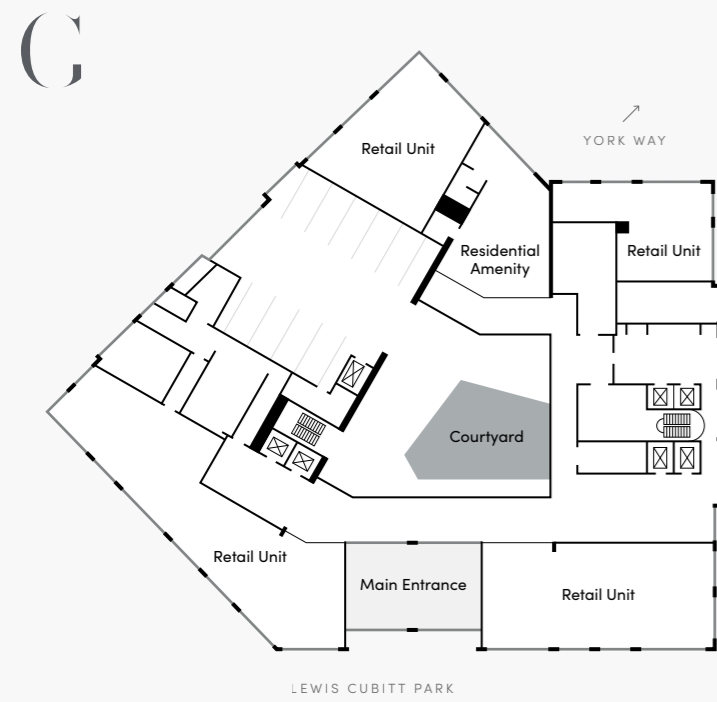 G
YORK WAY
Retail Unit
Retail Unit
Residential
Amenity
Courtyard
Retail Unit
Main Entrance
Retail Unit
LEWIS CUBITT PARK